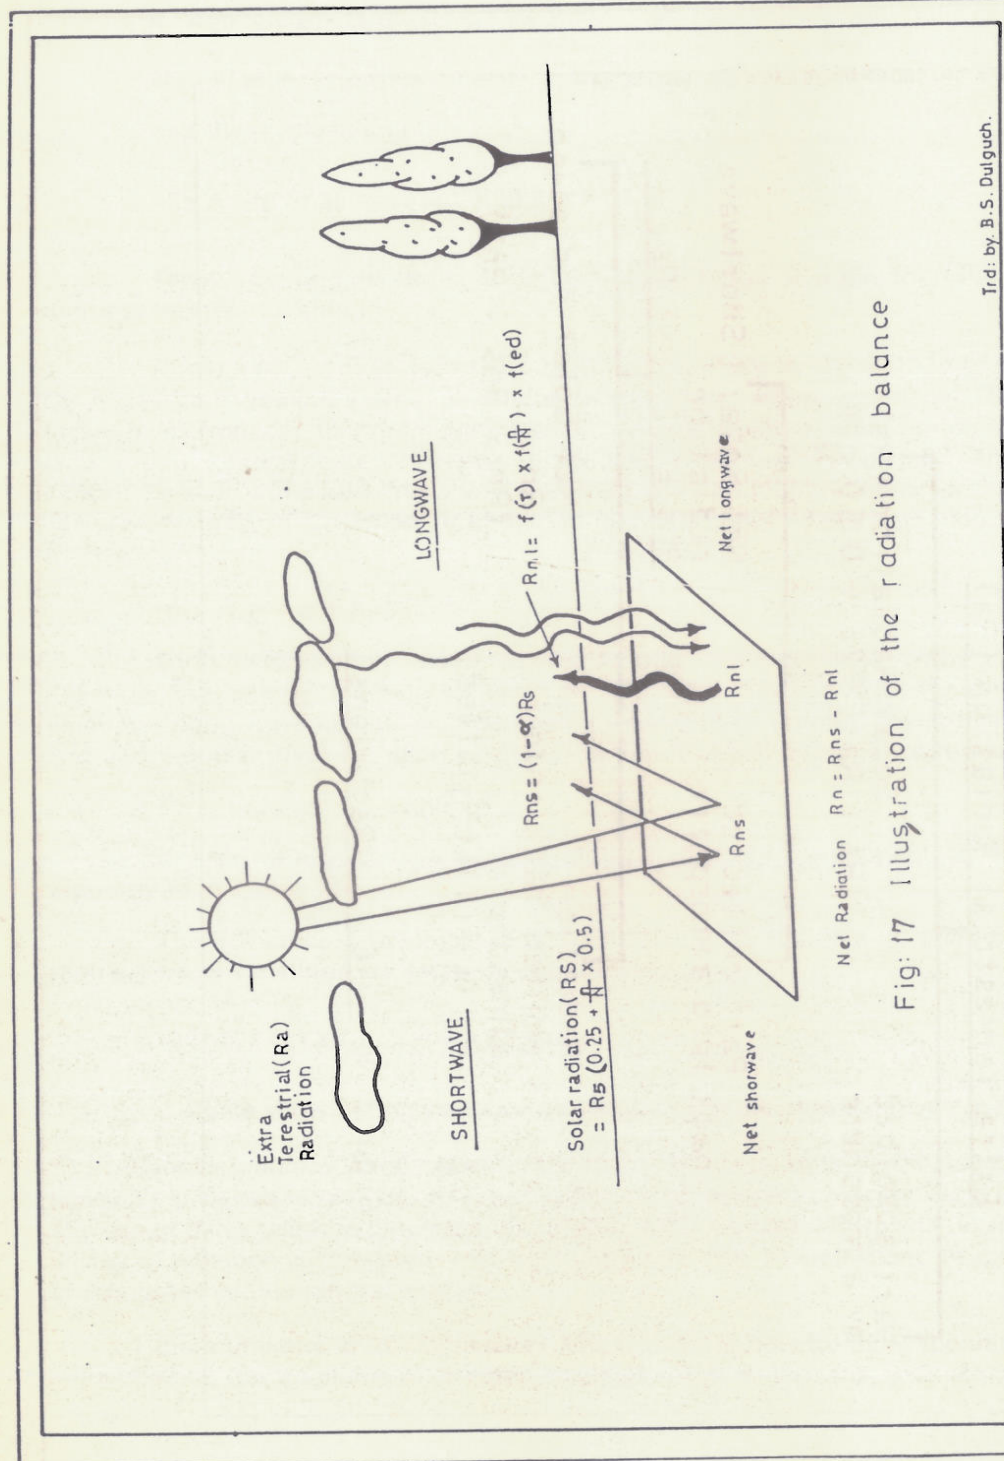 Extra
Terestrial(Ra)
Radiation
SHORTWAVE
LONGWAVE
Solar radiation(RS)
= R5 (0.25 + n/N x 0.5)
Rns = (1-α)Rs
Rnl = f(T) x f(n/N) x f(ed)
Rns
Rnl
Net shorwave
Net Longwave
Net Radiation Rn = Rns - Rnl
Fig: 17 Illustration of the radiation balance
Trd: by. B.S. Dulguch.